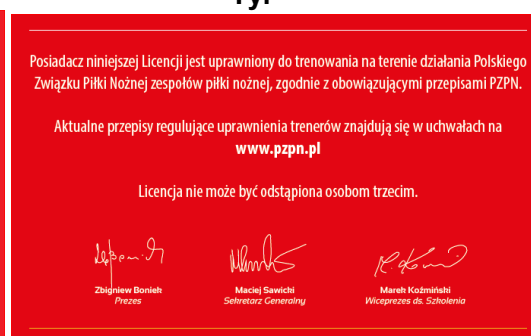 Posiadacz niniejszej Licencji jest uprawniony do trenowania na terenie działania Polskiego
Związku Piłki Nożnej zespołów piłki nożnej, zgodnie z obowiązującymi przepisami PZPN.
Aktualne przepisy regulujące uprawnienia trenerów znajdują się w uchwałach na
www.pzpn.pl
Licencja nie może być odstąpiona osobom trzecim.
Zbigniew Boniek Maciej Sawicki Marek Koźmiński
Prezes Sekretarz Generalny Wiceprezes ds. Szkolenia